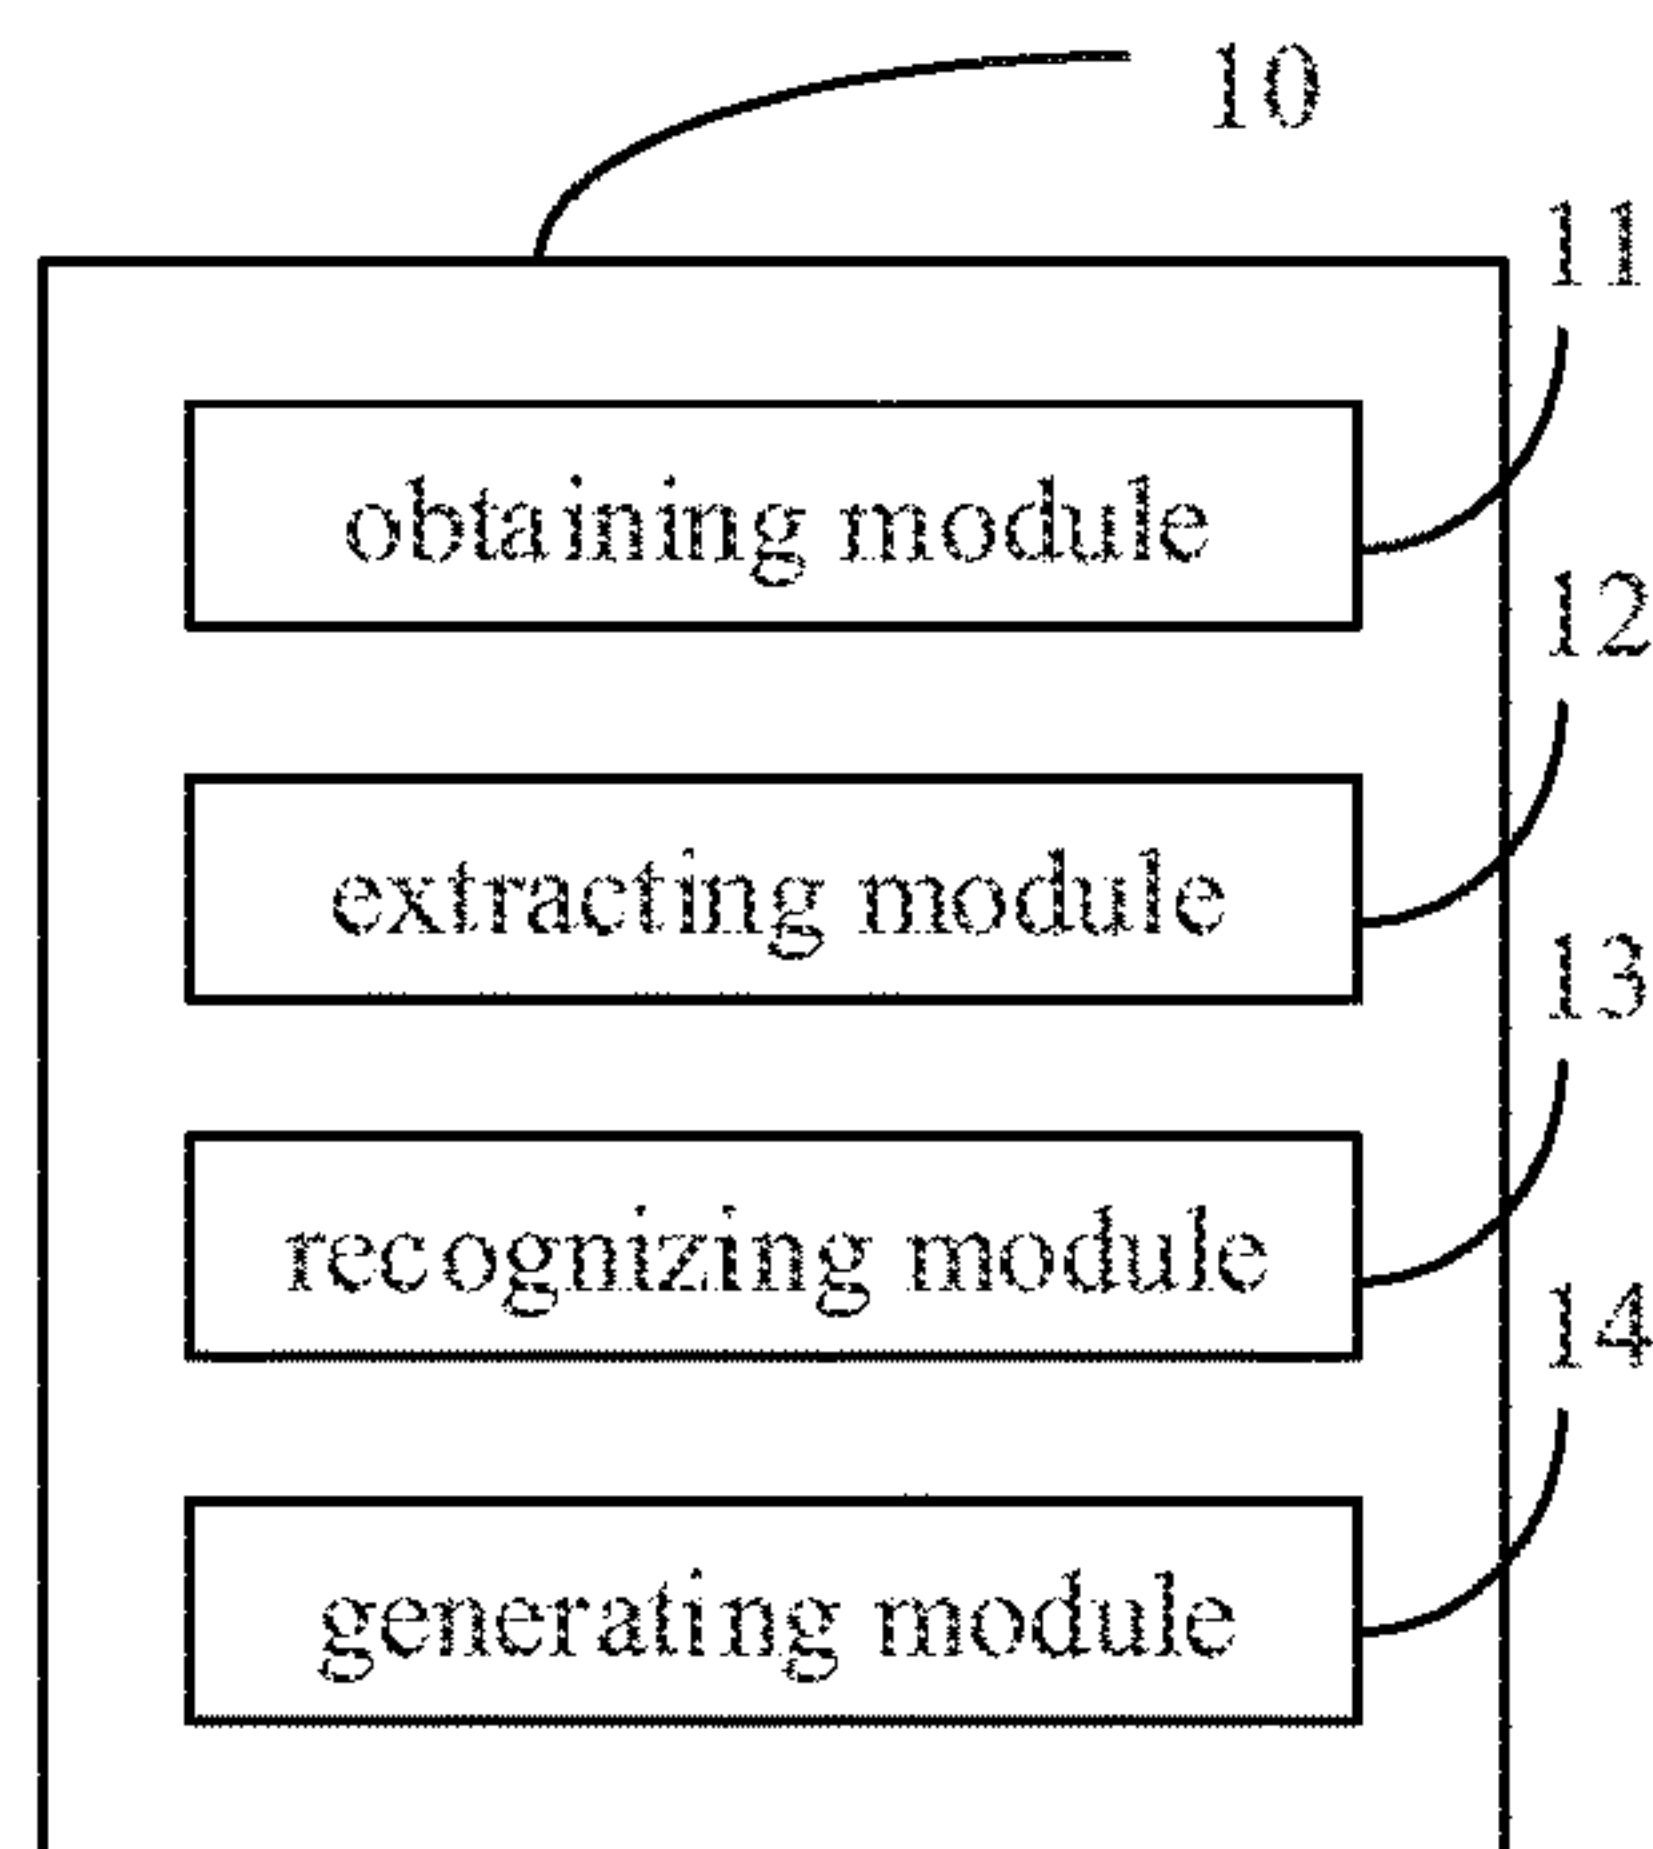 10
11
obtaining module
12
extracting module
13
recognizing module
14
generating module